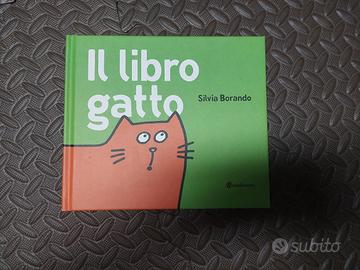 Il libro
gatto
Silvia Borando
subito